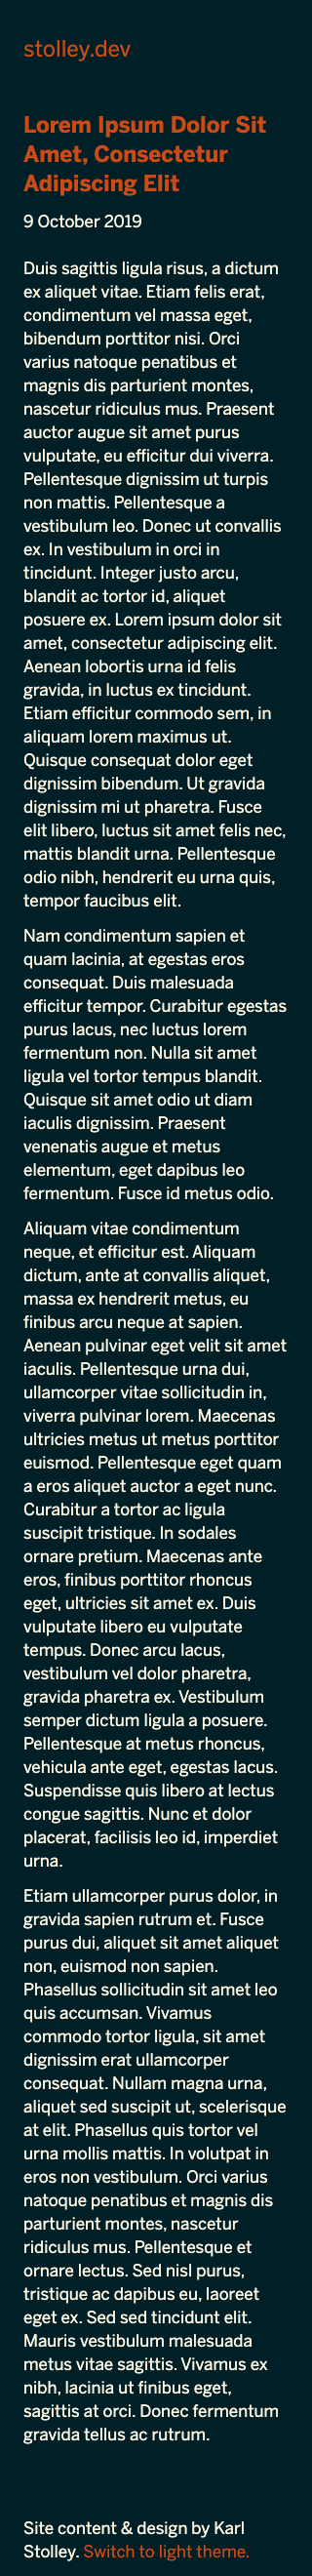 stolley.dev
Lorem Ipsum Dolor Sit
Amet, Consectetur
Adipiscing Elit
9 October 2019
Duis sagittis ligula risus, a dictum
ex aliquet vitae. Etiam felis erat,
condimentum vel massa eget,
bibendum porttitor nisi. Orci
varius natoque penatibus et
magnis dis parturient montes,
nascetur ridiculus mus. Praesent
auctor augue sit amet purus
vulputate, eu efficitur dui viverra.
Pellentesque dignissim ut turpis
non mattis. Pellentesque a
vestibulum leo. Donec ut convallis
ex. In vestibulum in orci in
tincidunt. Integer justo arcu,
blandit ac tortor id, aliquet
posuere ex. Lorem ipsum dolor sit
amet, consectetur adipiscing elit.
Aenean lobortis urna id felis
gravida, in luctus ex tincidunt.
Etiam efficitur commodo sem, in
aliquam lorem maximus ut.
Quisque consequat dolor eget
dignissim bibendum. Ut gravida
dignissim mi ut pharetra. Fusce
elit libero, luctus sit amet felis nec,
mattis blandit urna. Pellentesque
odio nibh, hendrerit eu urna quis,
tempor faucibus elit.
Nam condimentum sapien et
quam lacinia, at egestas eros
consequat. Duis malesuada
efficitur tempor. Curabitur egestas
purus lacus, nec luctus lorem
fermentum non. Nulla sit amet
ligula vel tortor tempus blandit.
Quisque sit amet odio ut diam
iaculis dignissim. Praesent
venenatis augue et metus
elementum, eget dapibus leo
fermentum. Fusce id metus odio.
Aliquam vitae condimentum
neque, et efficitur est. Aliquam
dictum, ante at convallis aliquet,
massa ex hendrerit metus, eu
finibus arcu neque at sapien.
Aenean pulvinar eget velit sit amet
iaculis. Pellentesque urna dui,
ullamcorper vitae sollicitudin in,
viverra pulvinar lorem. Maecenas
ultricies metus ut metus porttitor
euismod. Pellentesque eget quam
a eros aliquet auctor a eget nunc.
Curabitur a tortor ac ligula
suscipit tristique. In sodales
ornare pretium. Maecenas ante
eros, finibus porttitor rhoncus
eget, ultricies sit amet ex. Duis
vulputate libero eu vulputate
tempus. Donec arcu lacus,
vestibulum vel dolor pharetra,
gravida pharetra ex. Vestibulum
semper dictum ligula a posuere.
Pellentesque at metus rhoncus,
vehicula ante eget, egestas lacus.
Suspendisse quis libero at lectus
congue sagittis. Nunc et dolor
placerat, facilisis leo id, imperdiet
urna.
Etiam ullamcorper purus dolor, in
gravida sapien rutrum et. Fusce
purus dui, aliquet sit amet aliquet
non, euismod non sapien.
Phasellus sollicitudin sit amet leo
quis accumsan. Vivamus
commodo tortor ligula, sit amet
dignissim erat ullamcorper
consequat. Nullam magna urna,
aliquet sed suscipit ut, scelerisque
at elit. Phasellus quis tortor vel
urna mollis mattis. In volutpat in
eros non vestibulum. Orci varius
natoque penatibus et magnis dis
parturient montes, nascetur
ridiculus mus. Pellentesque et
ornare lectus. Sed nisl purus,
tristique ac dapibus eu, laoreet
eget ex. Sed sed tincidunt elit.
Mauris vestibulum malesuada
metus vitae sagittis. Vivamus ex
nibh, lacinia ut finibus eget,
sagittis at orci. Donec fermentum
gravida tellus ac rutrum.
Site content & design by Karl
Stolley. Switch to light theme.